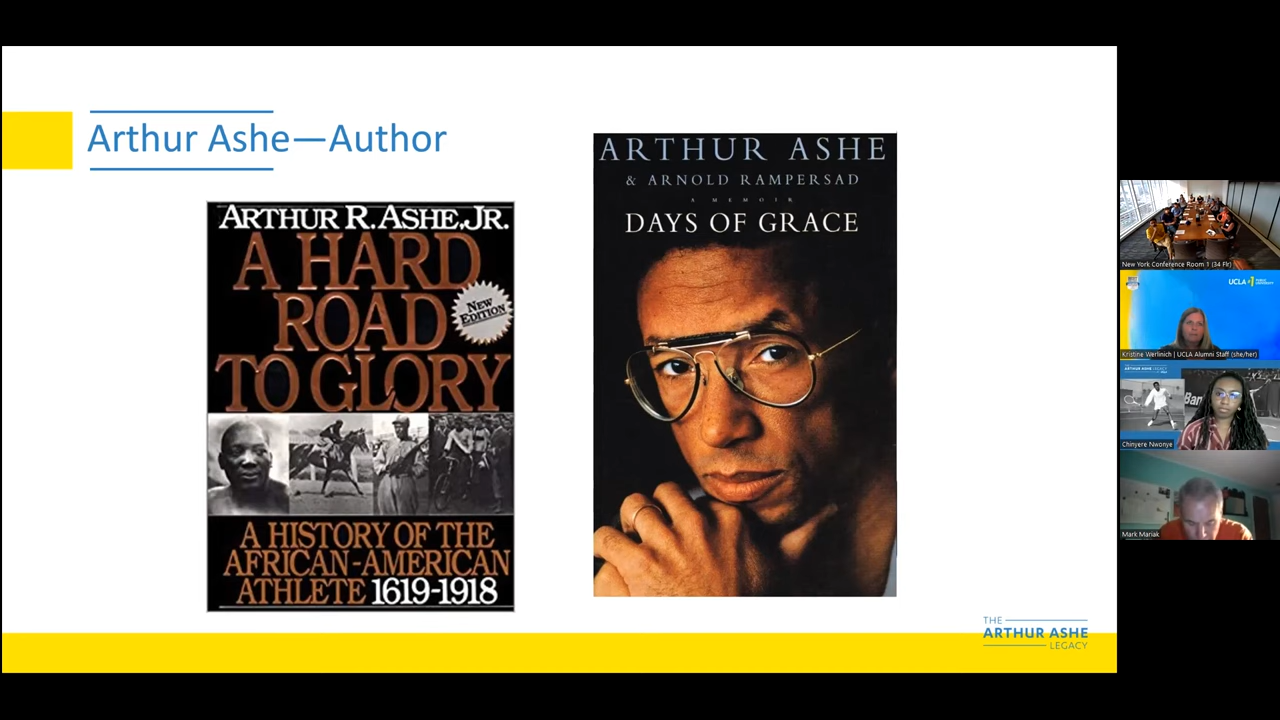 Arthur Ashe—Author
ARTHUR R. ASHE, JR.
A HARD
ROAD
TO GLORY
NEW
EDITION
A HISTORY OF THE
AFRICAN-AMERICAN
ATHLETE 1619-1918
ARTHUR ASHE
& ARNOLD RAMPERSAD
A MEMOIR
DAYS OF GRACE
THE
ARTHUR ASHE
LEGACY
New York Conference Room 1 (34 Flr)
UCLA #1
Kristine Werlinich | UCLA Alumni Staff (she/her)
Chinyere Nwonye
Mark Mariak